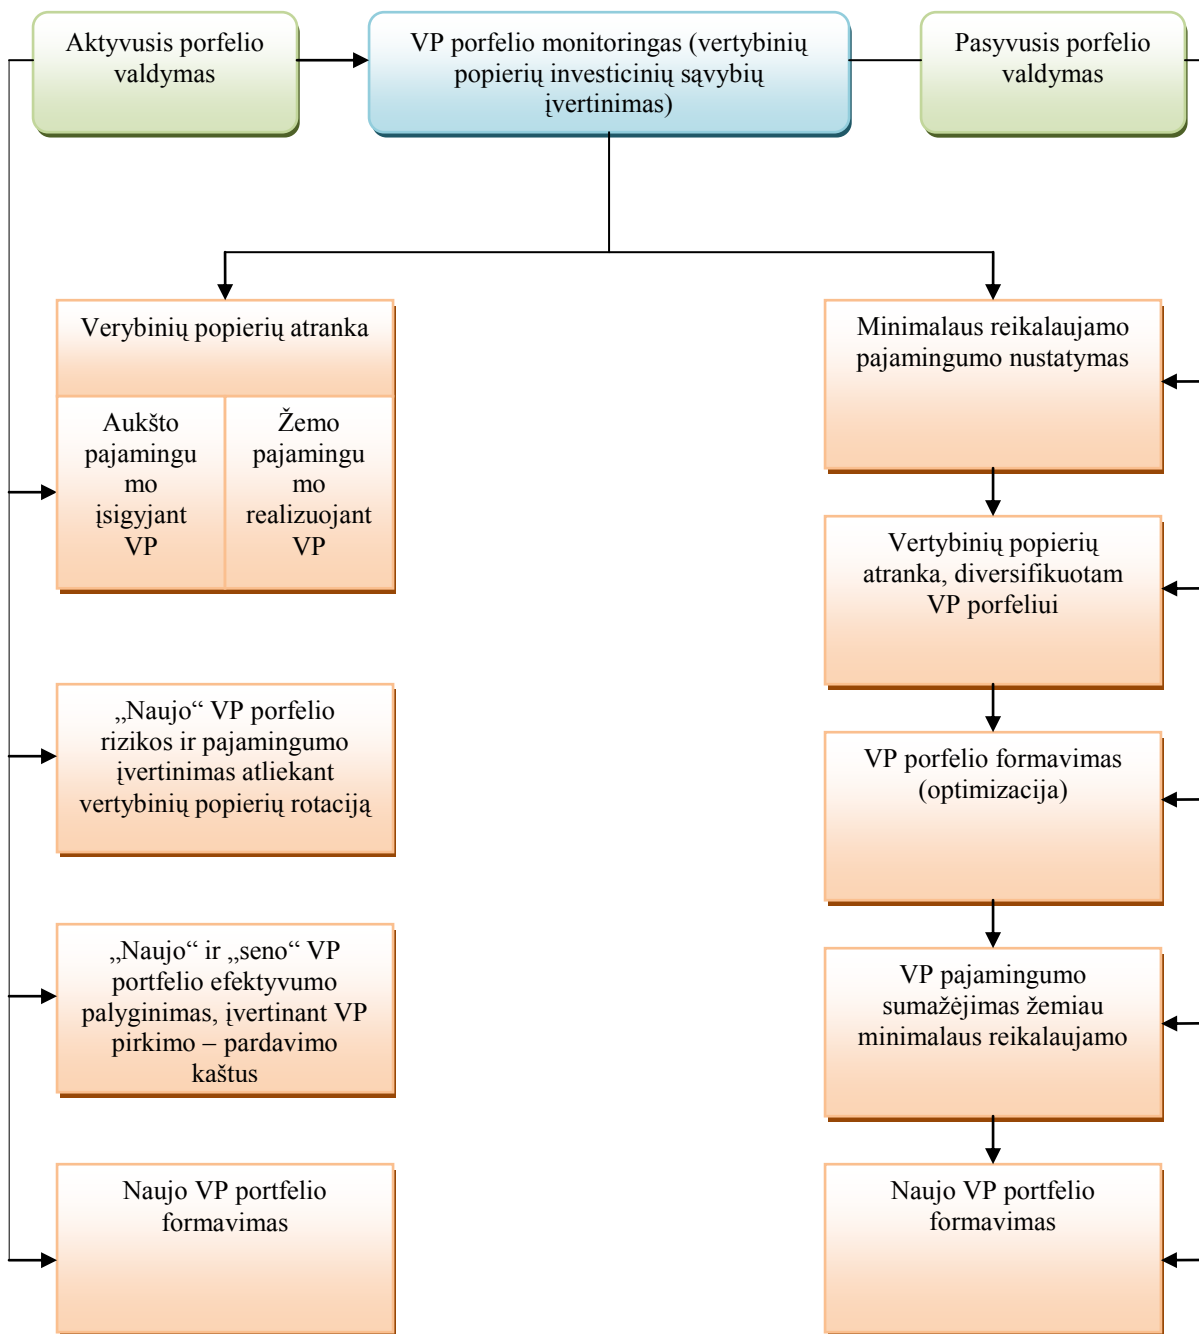 Aktyvusis porfelio
valdymas
VP porfelio monitoringas (vertybinių
popierių investicinių sąvybių
įvertinimas)
Pasyvusis porfelio
valdymas
Verybinių popierių atranka
Aukšto
pajamingu
mo
įsigyjant
VP
Žemo
pajamingu
mo
realizuojant
VP
„Naujo“ VP porfelio
rizikos ir pajamingumo
įvertinimas atliekant
vertybinių popierių rotaciją
„Naujo“ ir „seno“ VP
portfelio efektyvumo
palyginimas, įvertinant VP
pirkimo – pardavimo
kaštus
Naujo VP portfelio
formavimas
Minimalaus reikalaujamo
pajamingumo nustatymas
Vertybinių popierių
atranka, diversifikuotam
VP porfeliui
VP porfelio formavimas
(optimizacija)
VP pajamingumo
sumažėjimas žemiau
minimalaus reikalaujamo
Naujo VP portfelio
formavimas